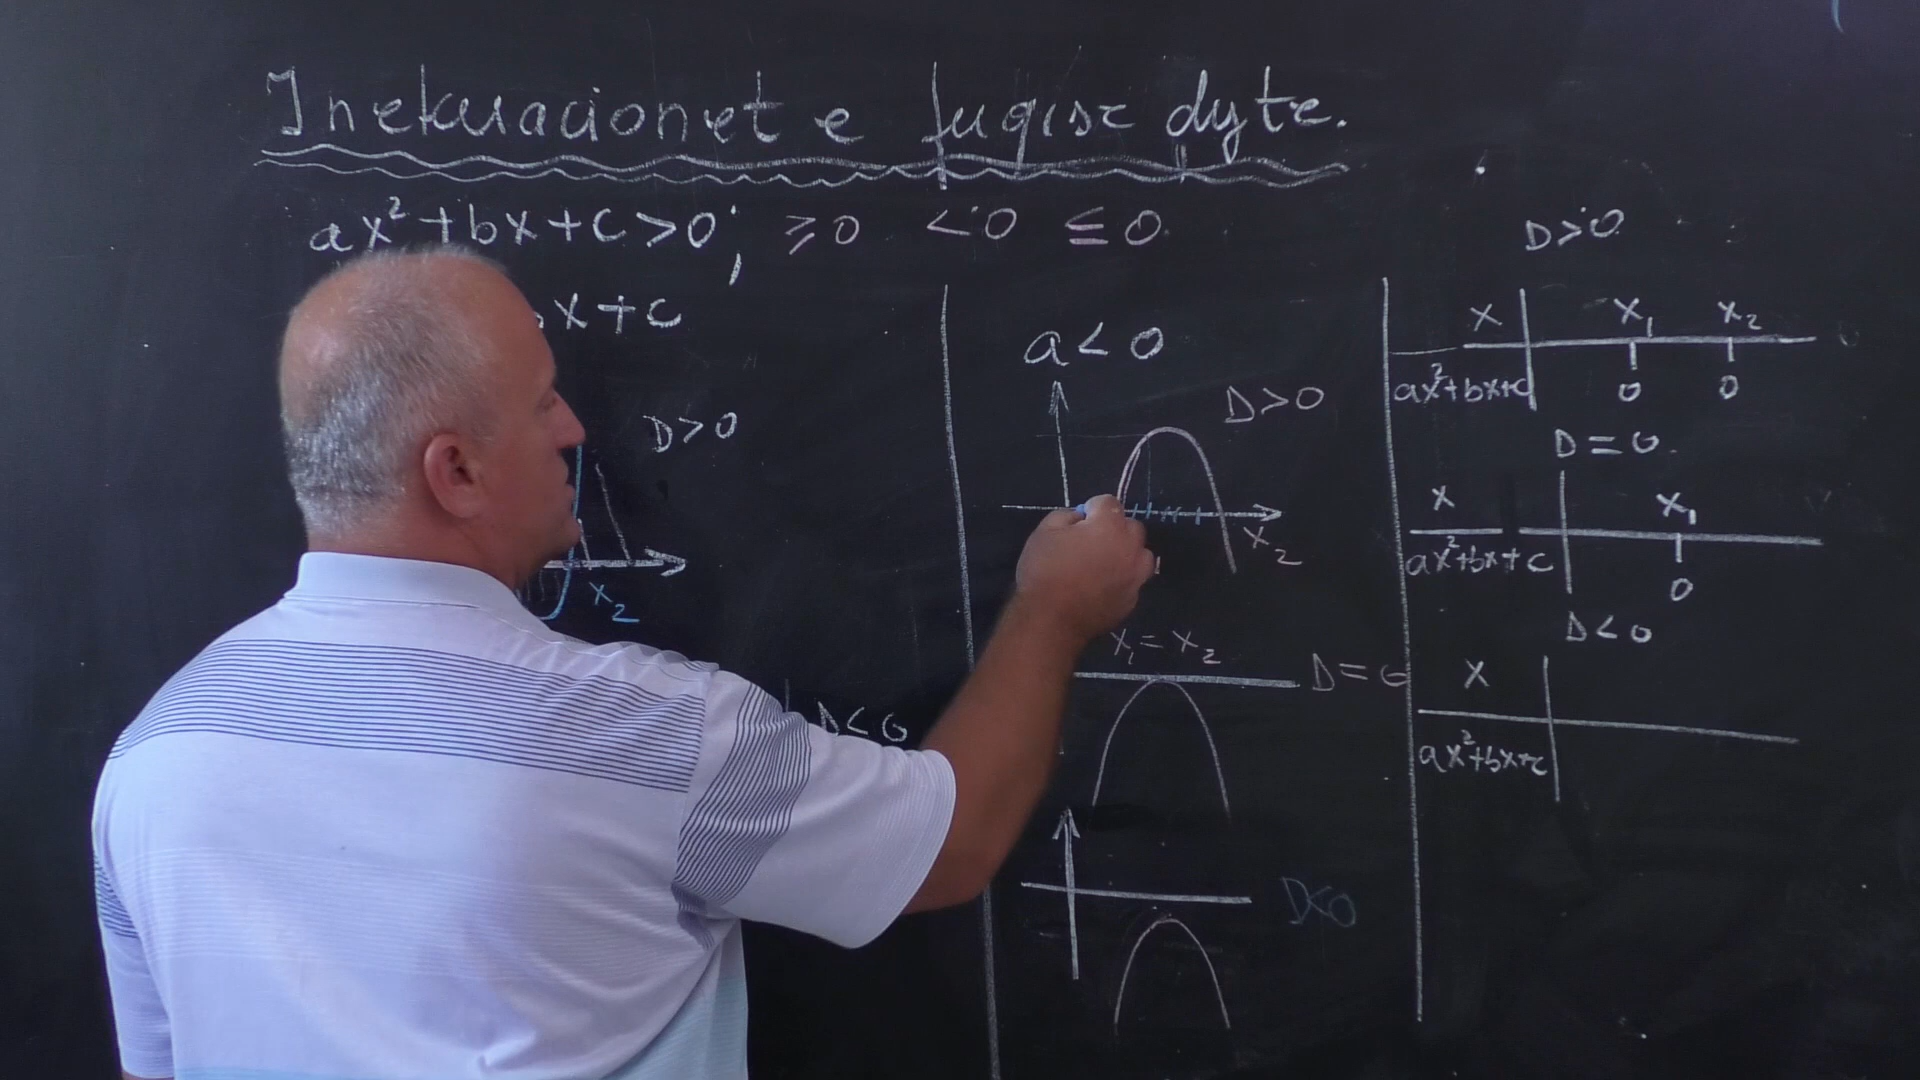 Inekuacionet e fuqisë dytë.
ax²+bx+c>0; ≥0 <0 ≤0
x+c
D>0
x₂
D<0
a<0
D>0
x₂
x₁=x₂
D=0
D<0
D>0
x x₁ x₂
ax²+bx+c 0 0
D=0.
x x₁
ax²+bx+c 0
D<0
x
ax²+bx+c